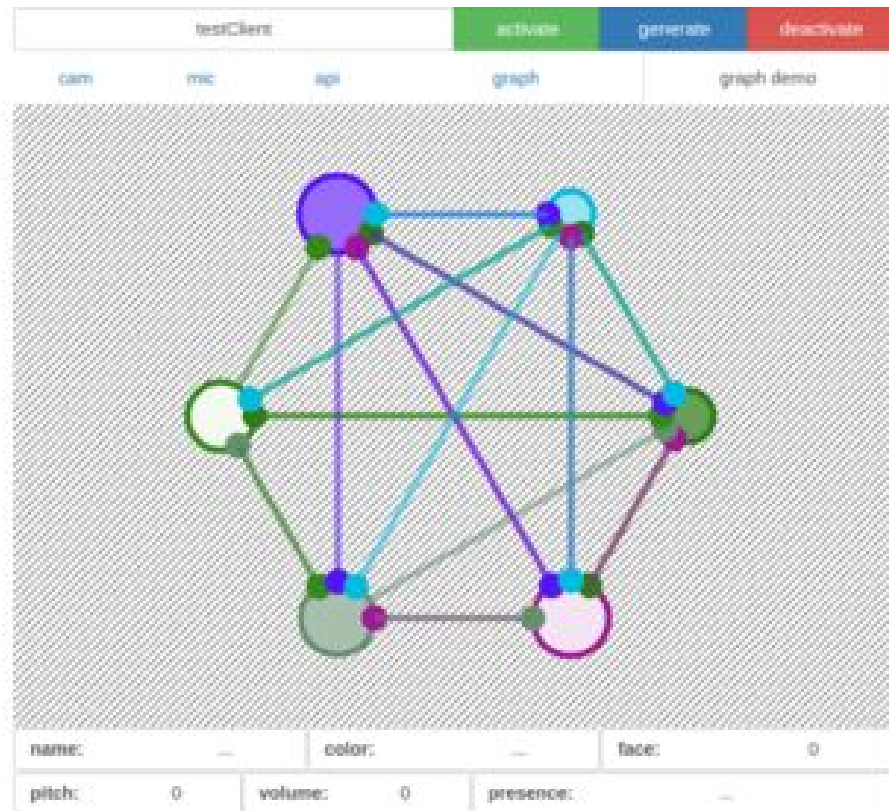 testClient activate generate deactivate
cam mic api graph graph demo
name: ... color: ... face: 0
pitch: 0 volume: 0 presence: ...